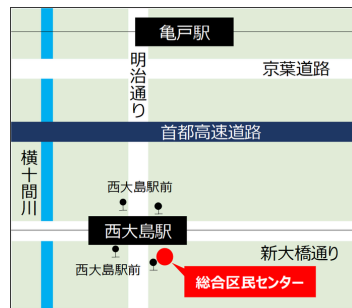 亀戸駅
明治通り
京葉道路
首都高速道路
横十間川
西大島駅前
西大島駅
新大橋通り
西大島駅前
総合区民センター